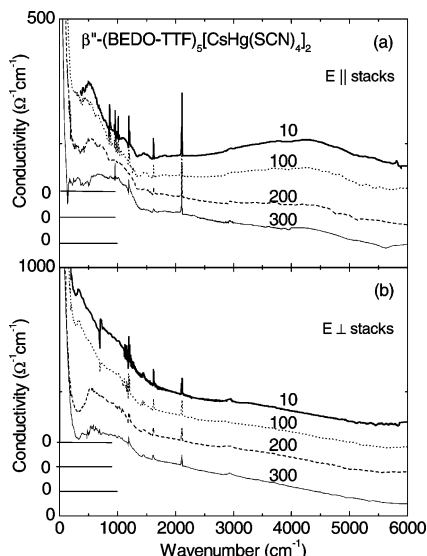 500
β"-(BEDO-TTF)₅[CsHg(SCN)₄]₂
(a)
E || stacks
Conductivity (Ω⁻¹cm⁻¹)
10
100
200
300
0
0
0
1000
(b)
E ⊥ stacks
Conductivity (Ω⁻¹cm⁻¹)
10
100
200
300
0
0
0
0
0 1000 2000 3000 4000 5000 6000
Wavenumber (cm⁻¹)